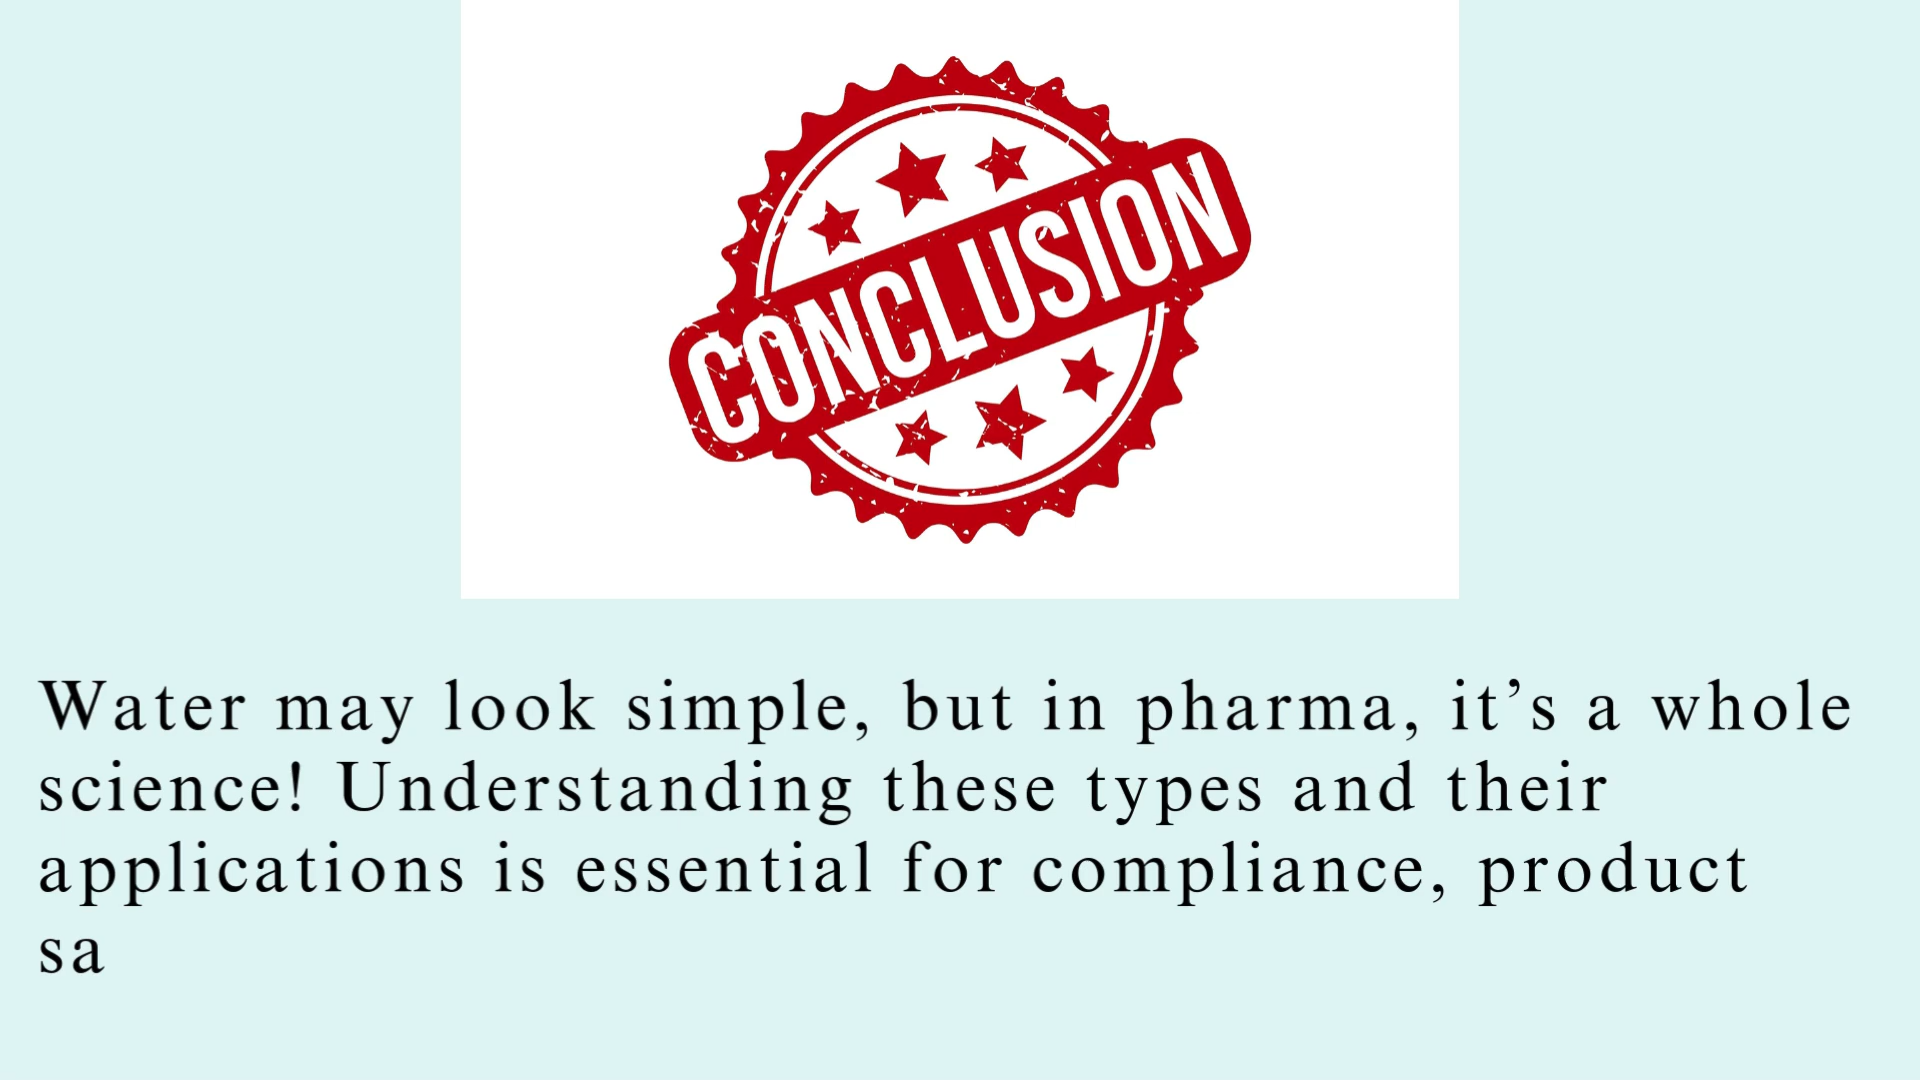 CONCLUSION
Water may look simple, but in pharma, it’s a whole
science! Understanding these types and their
applications is essential for compliance, product
sa